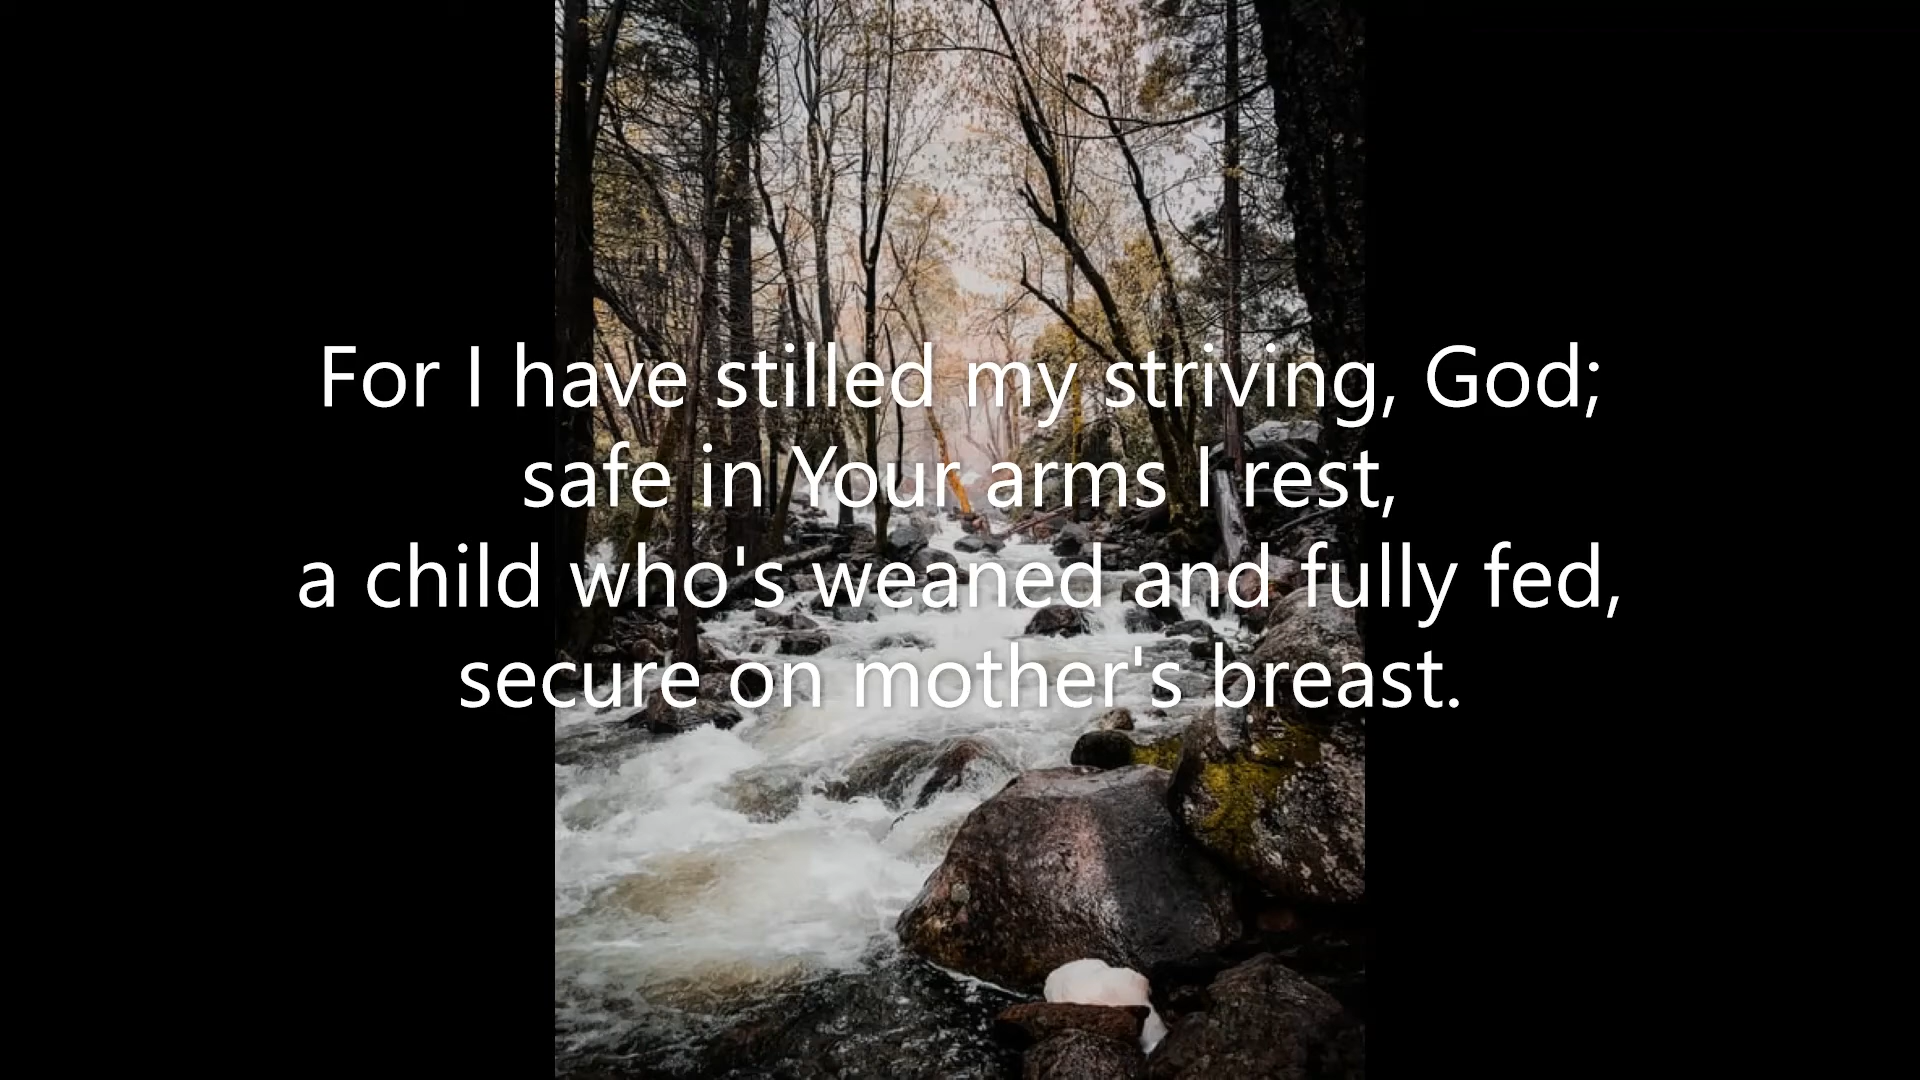 For I have stilled my striving, God;
safe in Your arms I rest,
a child who's weaned and fully fed,
secure on mother's breast.